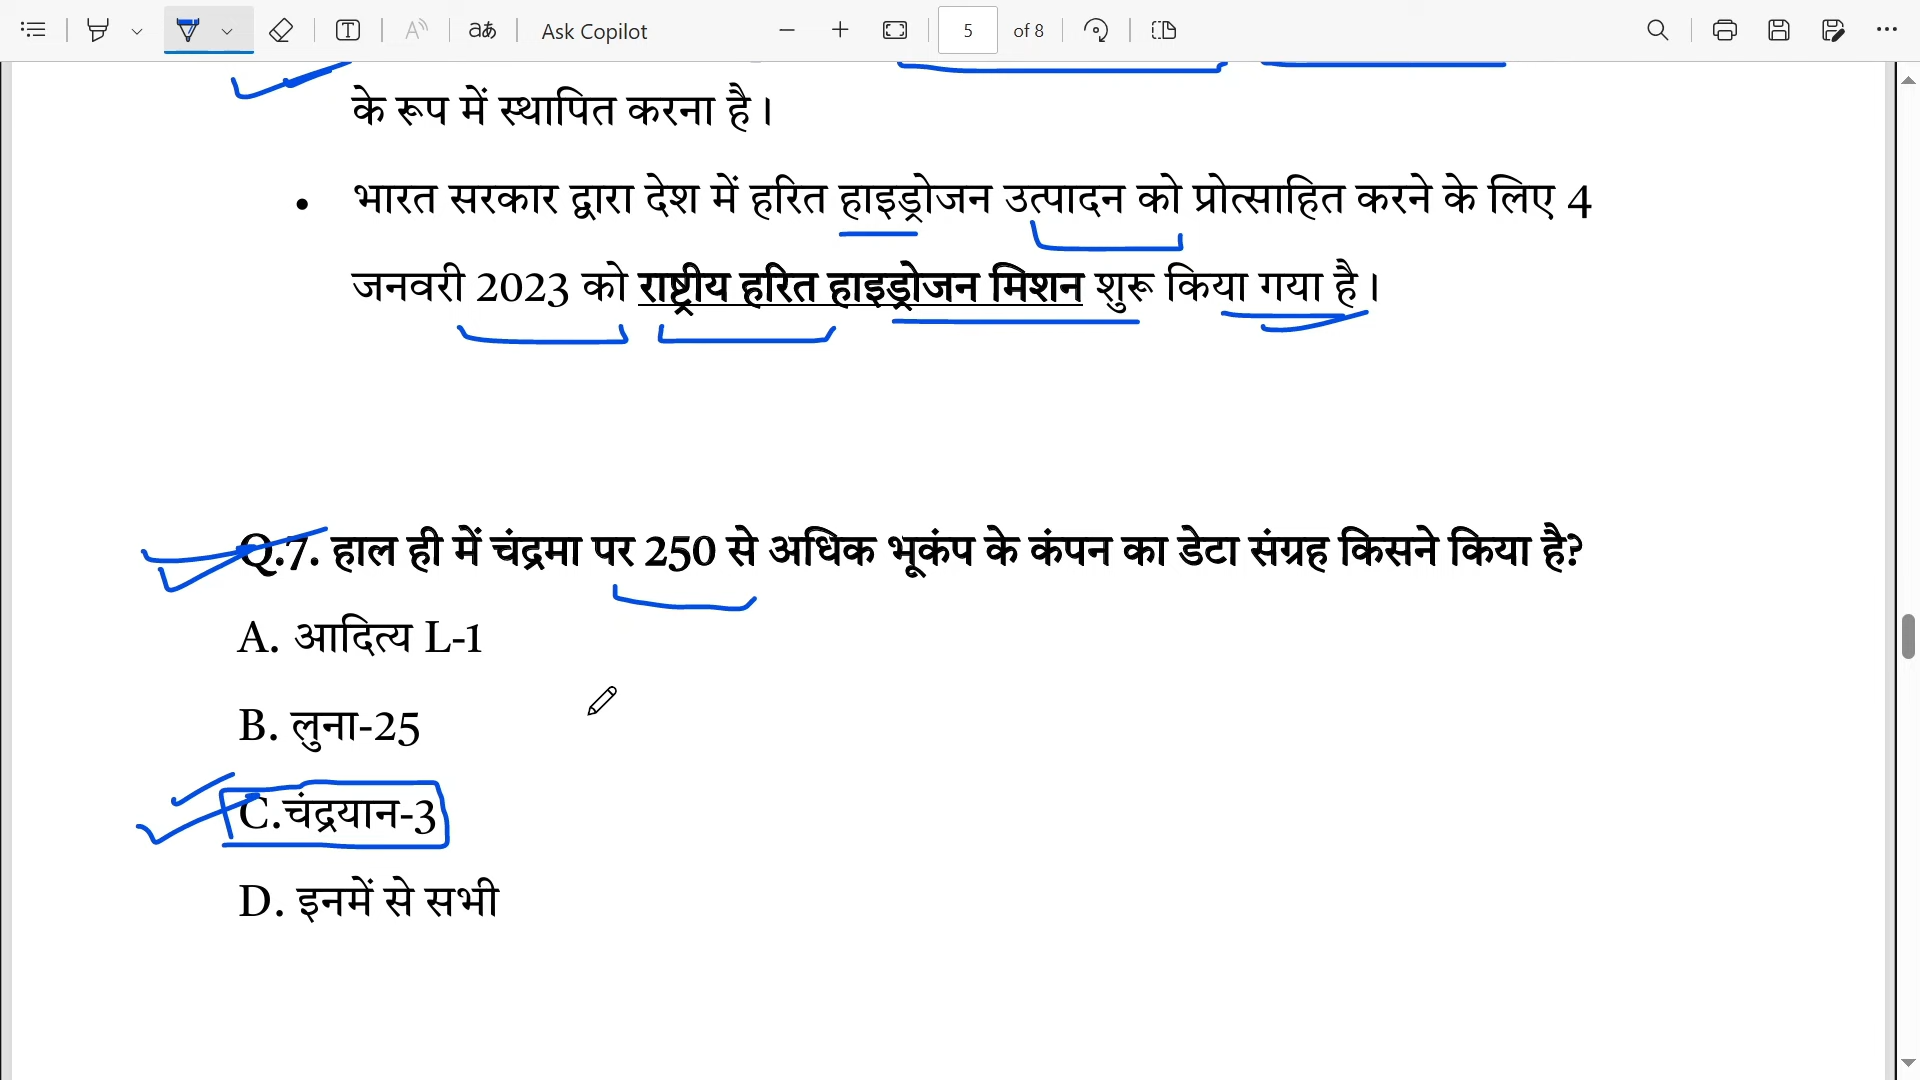 Ask Copilot
5 of 8
के रूप में स्थापित करना है।
• भारत सरकार द्वारा देश में हरित हाइड्रोजन उत्पादन को प्रोत्साहित करने के लिए 4
जनवरी 2023 को राष्ट्रीय हरित हाइड्रोजन मिशन शुरू किया गया है।
Q.7. हाल ही में चंद्रमा पर 250 से अधिक भूकंप के कंपन का डेटा संग्रह किसने किया है?
A. आदित्य L-1
B. लुना-25
C.चंद्रयान-3
D. इनमें से सभी